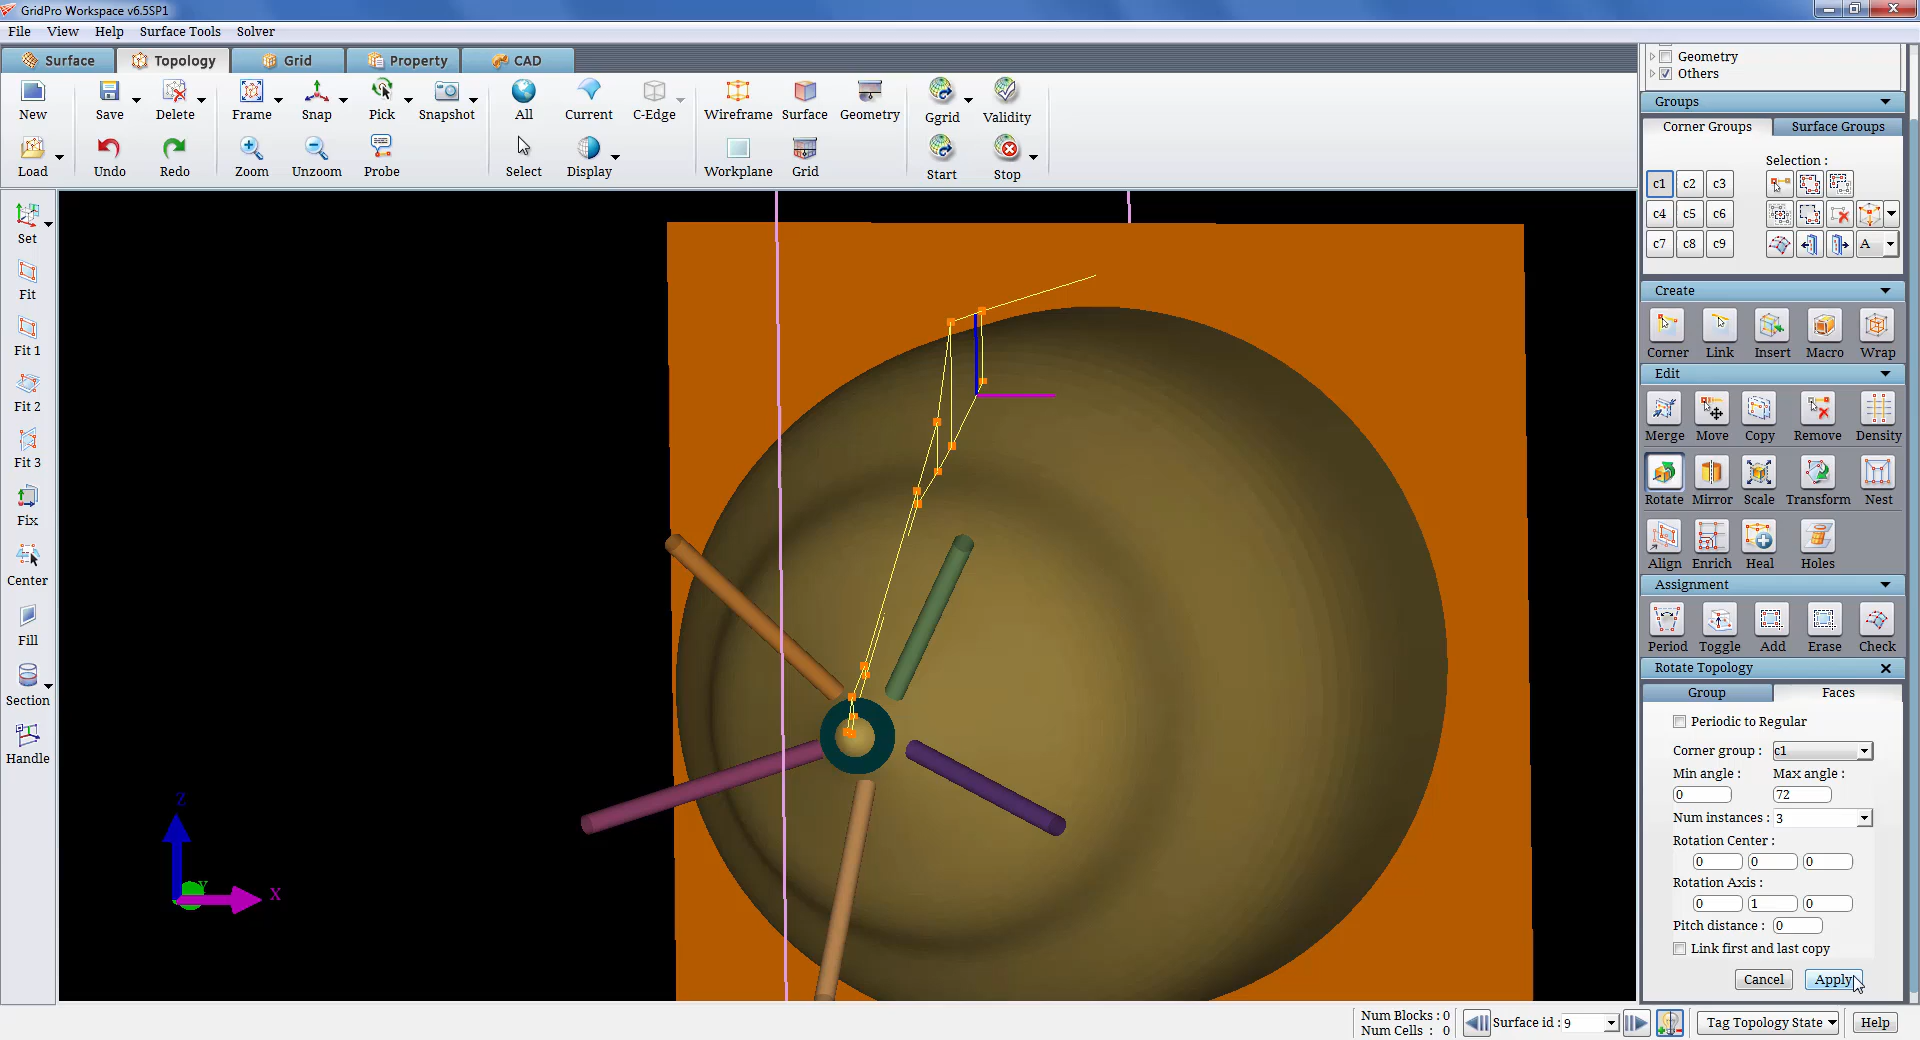 GridPro Workspace v6.5SP1
File View Help Surface Tools Solver
Surface Topology Grid Property CAD
New Save Delete Frame Snap Pick Snapshot All Current C-Edge Wireframe Surface Geometry Ggrid Validity
Load Undo Redo Zoom Unzoom Probe Select Display Workplane Grid Start Stop
Set
Fit
Fit 1
Fit 2
Fit 3
Fix
Center
Fill
Section
Handle
Z
Y
X
Geometry
Others
Groups
Corner Groups Surface Groups
Selection :
c1 c2 c3
c4 c5 c6
c7 c8 c9 A
Create
Corner Link Insert Macro Wrap
Edit
Merge Move Copy Remove Density
Rotate Mirror Scale Transform Nest
Align Enrich Heal Holes
Assignment
Period Toggle Add Erase Check
Rotate Topology
Group Faces
Periodic to Regular
Corner group : c1
Min angle : Max angle :
0 72
Num instances : 3
Rotation Center :
0 0 0
Rotation Axis :
0 1 0
Pitch distance : 0
Link first and last copy
Cancel Apply
Num Blocks : 0
Num Cells : 0
Surface id : 9
Tag Topology State
Help